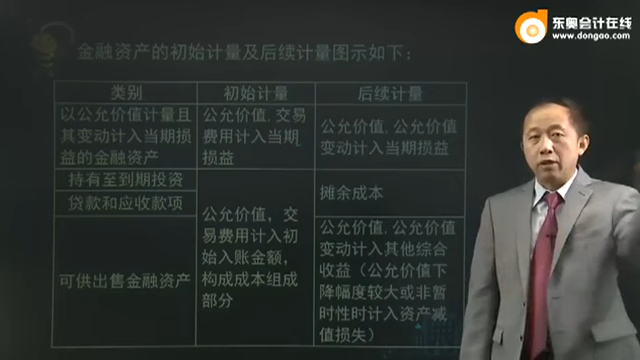 东奥会计在线
www.dongao.com
金融资产的初始计量及后续计量图示如下：
类别
初始计量
后续计量
以公允价值计量且
其变动计入当期损
益的金融资产
公允价值,交易
费用计入当期
损益
公允价值,公允价值
变动计入当期损益
持有至到期投资
贷款和应收款项
可供出售金融资产
公允价值，交
易费用计入初
始入账金额，
构成成本组成
部分
摊余成本
公允价值,公允价值
变动计入其他综合
收益（公允价值下
降幅度较大或非暂
时性时计入资产减
值损失）